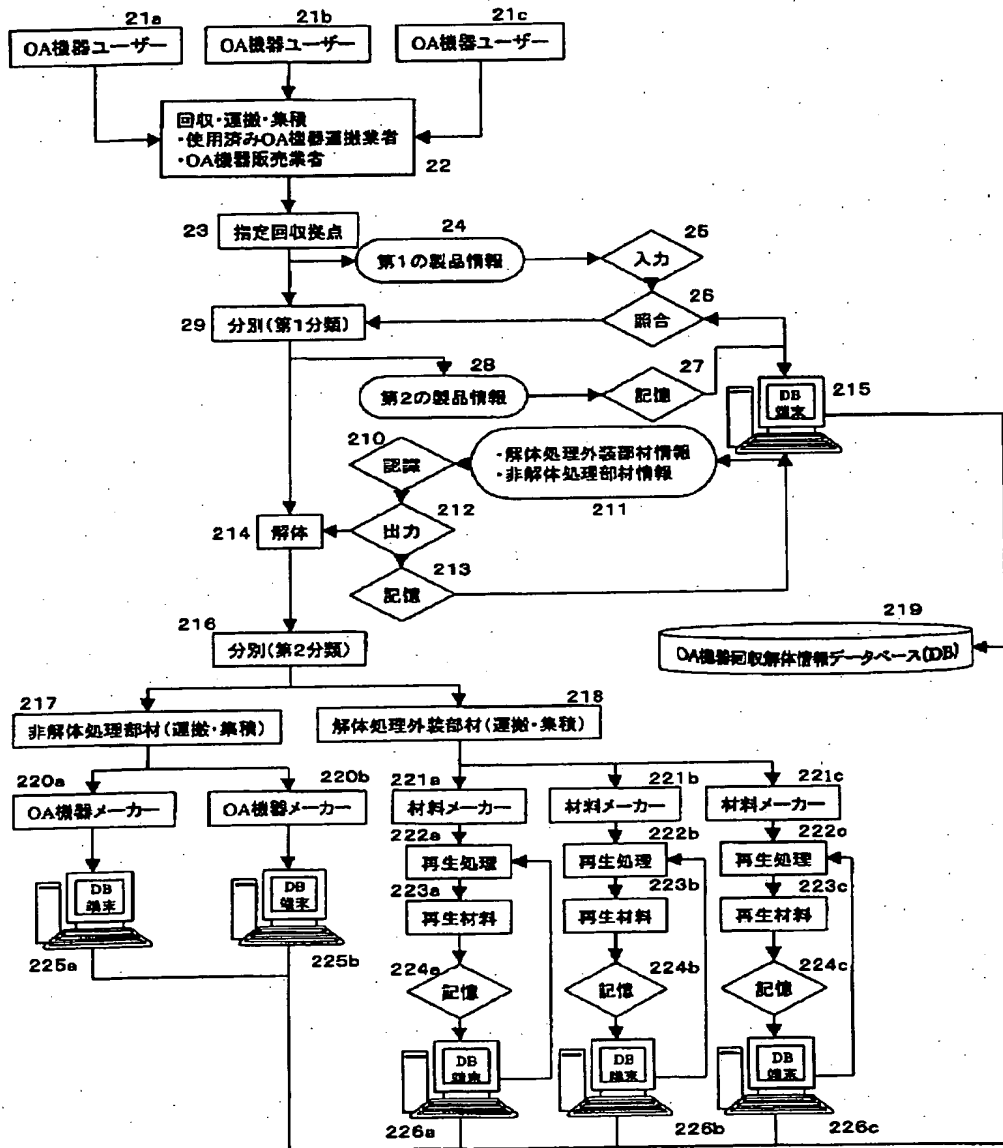 21a
21b
21c
OA機器ユーザー
OA機器ユーザー
OA機器ユーザー
回収・運搬・集積
・使用済みOA機器運搬業者
・OA機器販売業者
22
23
指定回収拠点
24
第1の製品情報
25
入力
26
照合
29
分別(第1分類)
28
第2の製品情報
27
記憶
DB
端末
215
210
認識
・解体処理外装部材情報
・非解体処理部材情報
211
212
出力
214
解体
213
記憶
216
分別(第2分類)
219
OA機器回収解体情報データベース(DB)
217
非解体処理部材(運搬・集積)
218
解体処理外装部材(運搬・集積)
220a
OA機器メーカー
220b
OA機器メーカー
221a
材料メーカー
221b
材料メーカー
221c
材料メーカー
222a
再生処理
222b
再生処理
222c
再生処理
223a
再生材料
223b
再生材料
223c
再生材料
DB
端末
225a
DB
端末
225b
224a
記憶
224b
記憶
224c
記憶
DB
端末
226a
DB
端末
226b
DB
端末
226c